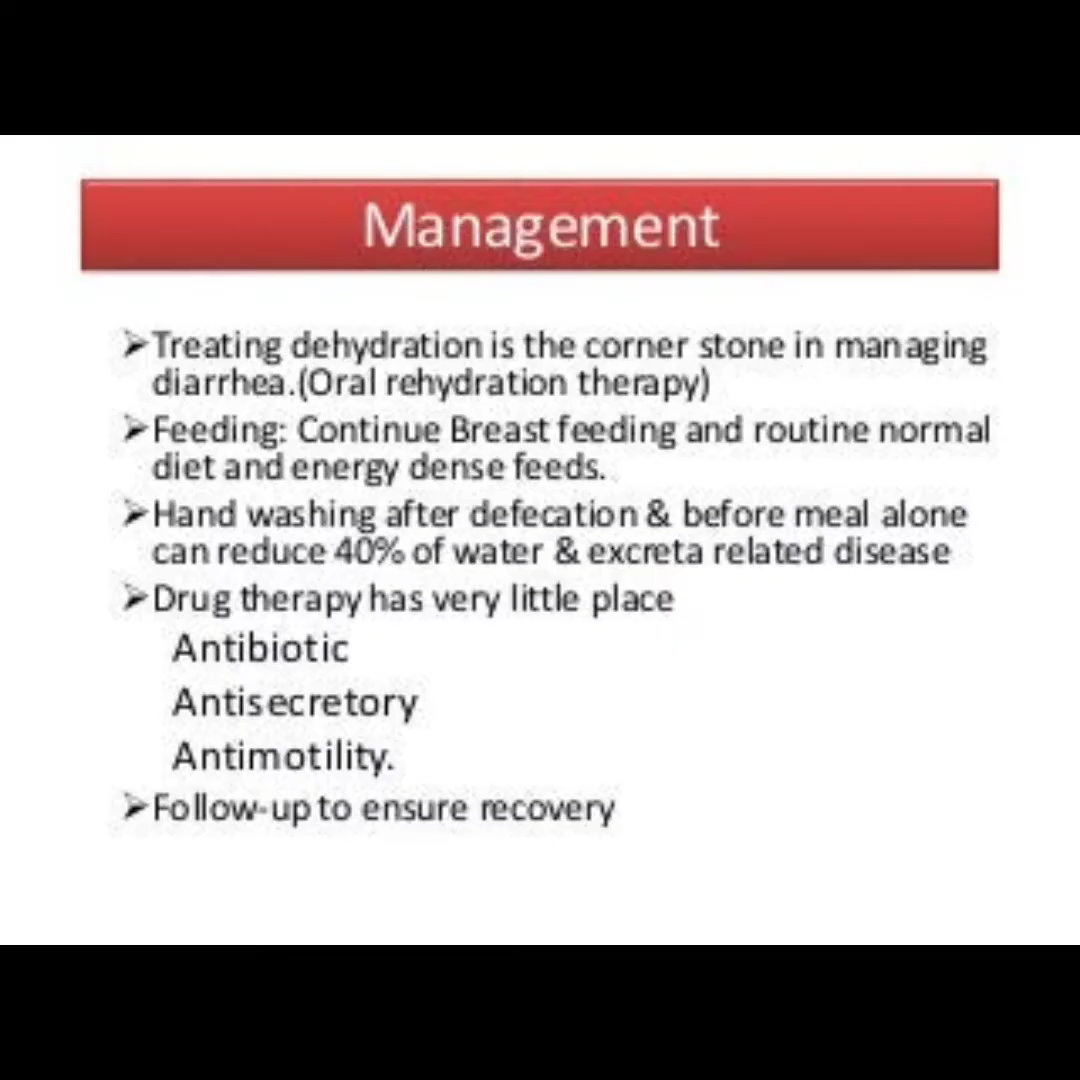 Management
➢Treating dehydration is the corner stone in managing
diarrhea.(Oral rehydration therapy)
➢Feeding: Continue Breast feeding and routine normal
diet and energy dense feeds.
➢Hand washing after defecation & before meal alone
can reduce 40% of water & excreta related disease
➢Drug therapy has very little place
Antibiotic
Antisecretory
Antimotility.
➢Follow-up to ensure recovery